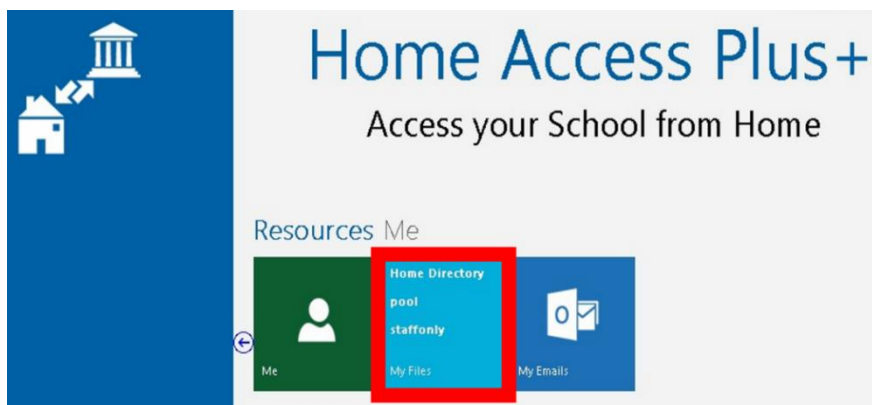 Home Access Plus+
Access your School from Home
Resources Me
Home Directory
pool
staffonly
Me
My Files
My Emails